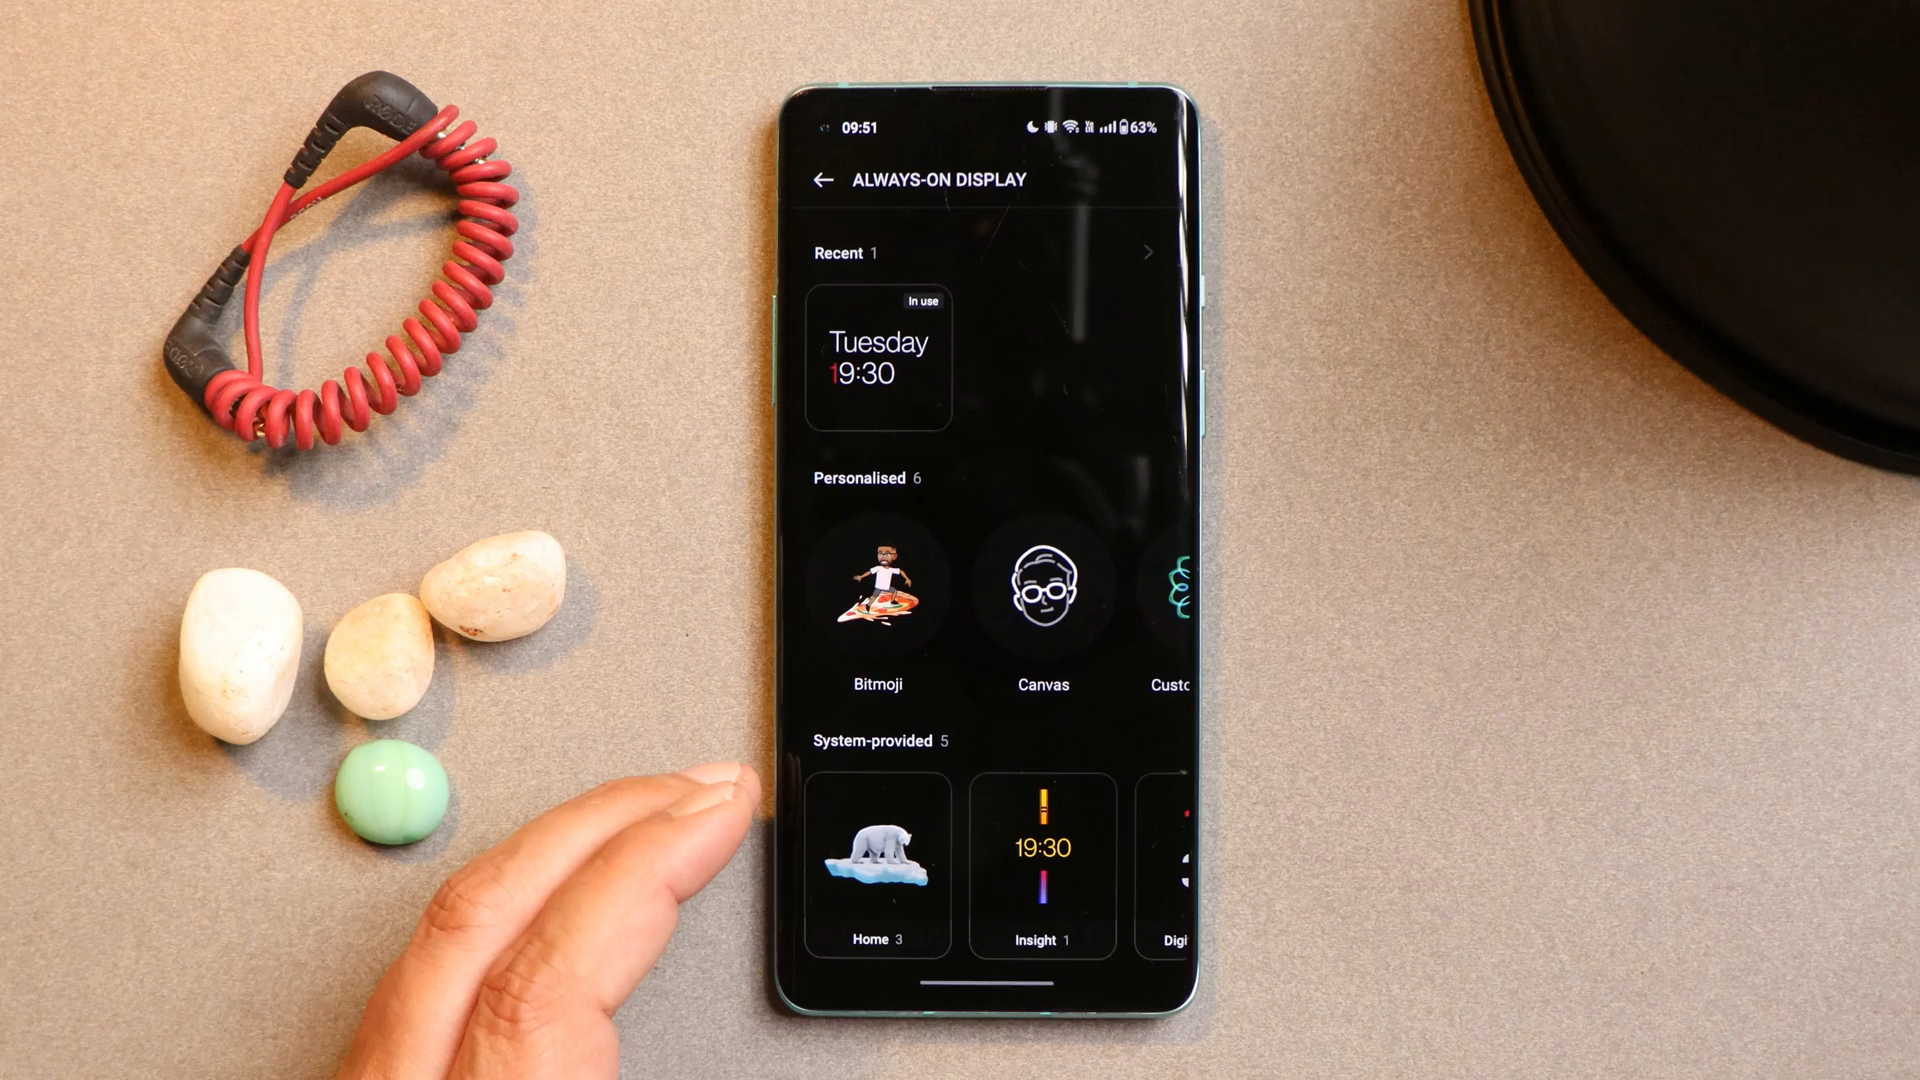 09:51
63%
ALWAYS-ON DISPLAY
Recent 1
In use
Tuesday
19:30
Personalised 6
Bitmoji
Canvas
Custo
System-provided 5
19:30
Home 3
Insight 1
Digi